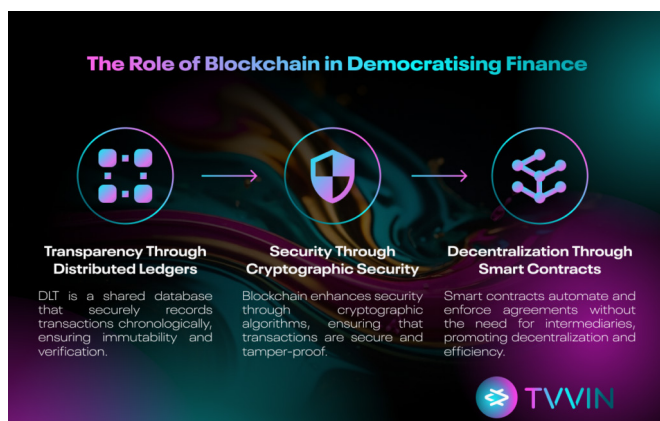 The Role of Blockchain in Democratising Finance
Transparency Through
Distributed Ledgers
DLT is a shared database
that securely records
transactions chronologically,
ensuring immutability and
verification.
Security Through
Cryptographic Security
Blockchain enhances security
through cryptographic
algorithms, ensuring that
transactions are secure and
tamper-proof.
Decentralization Through
Smart Contracts
Smart contracts automate and
enforce agreements without
the need for intermediaries,
promoting decentralization and
efficiency.
TVVIN